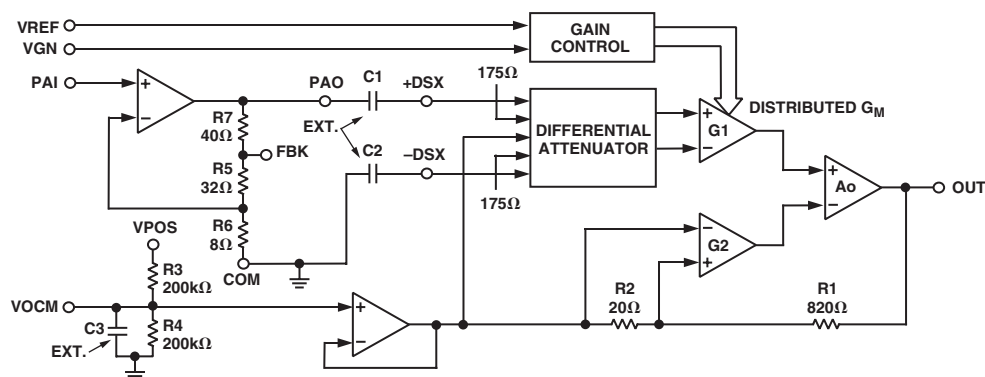 VREF
VGN
GAIN
CONTROL
PAI
+
−
PAO
C1
+DSX
175Ω
R7
40Ω
EXT.
FBK
R5
32Ω
C2
−DSX
175Ω
DIFFERENTIAL
ATTENUATOR
+
G1
−
DISTRIBUTED GM
+
Ao
−
OUT
VPOS
R6
8Ω
COM
−
G2
+
R3
200kΩ
VOCM
C3
EXT.
R4
200kΩ
+
−
R2
20Ω
R1
820Ω